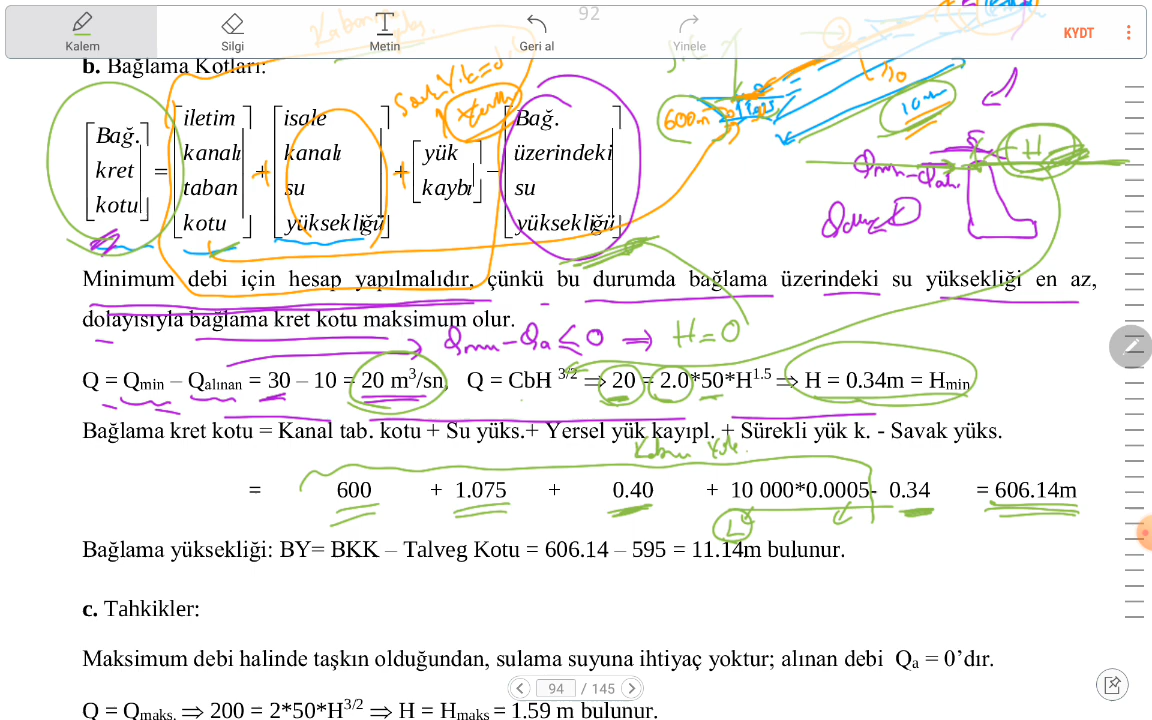 92
Kalem Silgi Metin Geri al Yinele KYDT
b. Bağlama Kotları:
Bağ. kret kotu = iletim kanalı taban kotu + isale kanalı su yüksekliği + yük kaybı - Bağ. üzerindeki su yüksekliği
600m
10
H
Minimum debi için hesap yapılmalıdır, çünkü bu durumda bağlama üzerindeki su yüksekliği en az,
dolayısıyla bağlama kret kotu maksimum olur.
Qmin - Qa ≤ 0 ⇒ H = 0
Q = Qmin – Qalınan = 30 – 10 = 20 m3/sn, Q = CbH 3/2 ⇒ 20 = 2.0*50*H1.5 ⇒ H = 0.34m = Hmin
Bağlama kret kotu = Kanal tab. kotu + Su yüks.+ Yersel yük kayıpl. + Sürekli yük k. - Savak yüks.
= 600 + 1.075 + 0.40 + 10 000*0.0005- 0.34 = 606.14m
L
Bağlama yüksekliği: BY= BKK – Talveg Kotu = 606.14 – 595 = 11.14m bulunur.
c. Tahkikler:
Maksimum debi halinde taşkın olduğundan, sulama suyuna ihtiyaç yoktur; alınan debi Qa = 0’dır.
94 / 145
Q = Qmaks. ⇒ 200 = 2*50*H3/2 ⇒ H = Hmaks = 1.59 m bulunur.